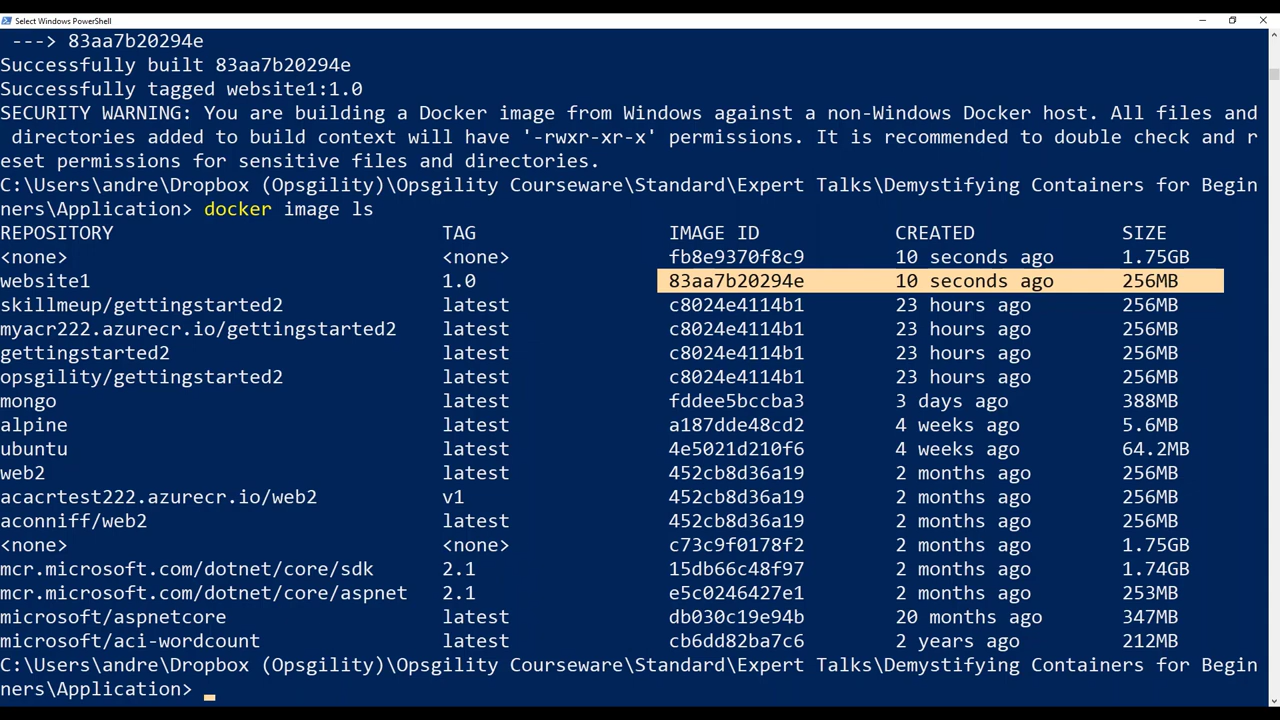 Select Windows PowerShell
---> 83aa7b20294e
Successfully built 83aa7b20294e
Successfully tagged website1:1.0
SECURITY WARNING: You are building a Docker image from Windows against a non-Windows Docker host. All files and
directories added to build context will have '-rwxr-xr-x' permissions. It is recommended to double check and r
eset permissions for sensitive files and directories.
C:\Users\andre\Dropbox (Opsgility)\Opsgility Courseware\Standard\Expert Talks\Demystifying Containers for Begin
ners\Application> docker image ls
REPOSITORY TAG IMAGE ID CREATED SIZE
<none> <none> fb8e9370f8c9 10 seconds ago 1.75GB
website1 1.0 83aa7b20294e 10 seconds ago 256MB
skillmeup/gettingstarted2 latest c8024e4114b1 23 hours ago 256MB
myacr222.azurecr.io/gettingstarted2 latest c8024e4114b1 23 hours ago 256MB
gettingstarted2 latest c8024e4114b1 23 hours ago 256MB
opsgility/gettingstarted2 latest c8024e4114b1 23 hours ago 256MB
mongo latest fddee5bccba3 3 days ago 388MB
alpine latest a187dde48cd2 4 weeks ago 5.6MB
ubuntu latest 4e5021d210f6 4 weeks ago 64.2MB
web2 latest 452cb8d36a19 2 months ago 256MB
acacrtest222.azurecr.io/web2 v1 452cb8d36a19 2 months ago 256MB
aconniff/web2 latest 452cb8d36a19 2 months ago 256MB
<none> <none> c73c9f0178f2 2 months ago 1.75GB
mcr.microsoft.com/dotnet/core/sdk 2.1 15db66c48f97 2 months ago 1.74GB
mcr.microsoft.com/dotnet/core/aspnet 2.1 e5c0246427e1 2 months ago 253MB
microsoft/aspnetcore latest db030c19e94b 20 months ago 347MB
microsoft/aci-wordcount latest cb6dd82ba7c6 2 years ago 212MB
C:\Users\andre\Dropbox (Opsgility)\Opsgility Courseware\Standard\Expert Talks\Demystifying Containers for Begin
ners\Application>